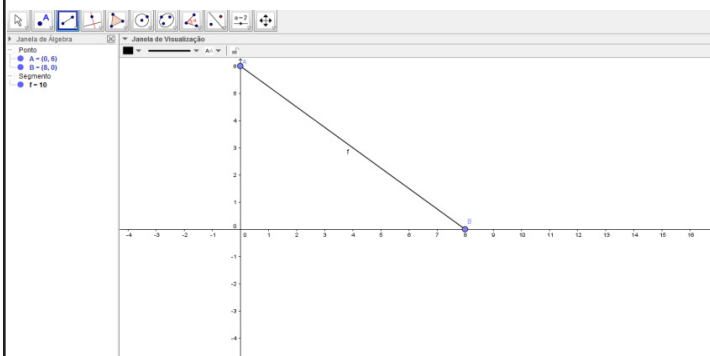 a=2
Janela de Álgebra
Janela de Visualização
Ponto
A = (0, 6)
B = (8, 0)
Segmento
f = 10
A
6
5
4
3
f
2
1
0
B
-4 -3 -2 -1 0 1 2 3 4 5 6 7 8 9 10 11 12 13 14 15 16
-1
-2
-3
-4